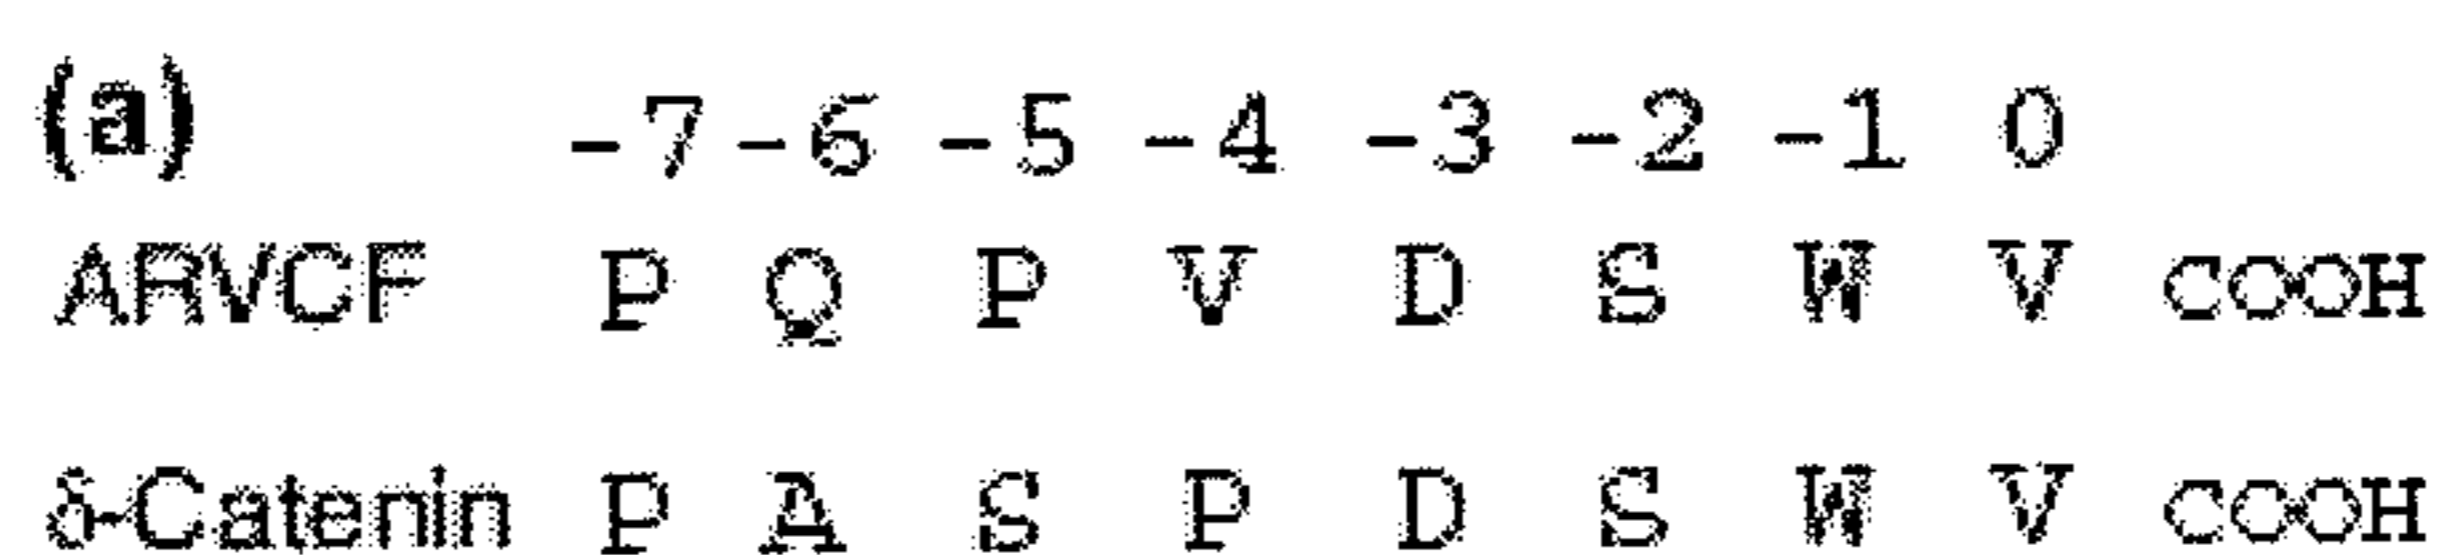 (a) -7 -6 -5 -4 -3 -2 -1 0
ARVCF P Q P V D S W V COOH
δ-Catenin P A S P D S W V COOH